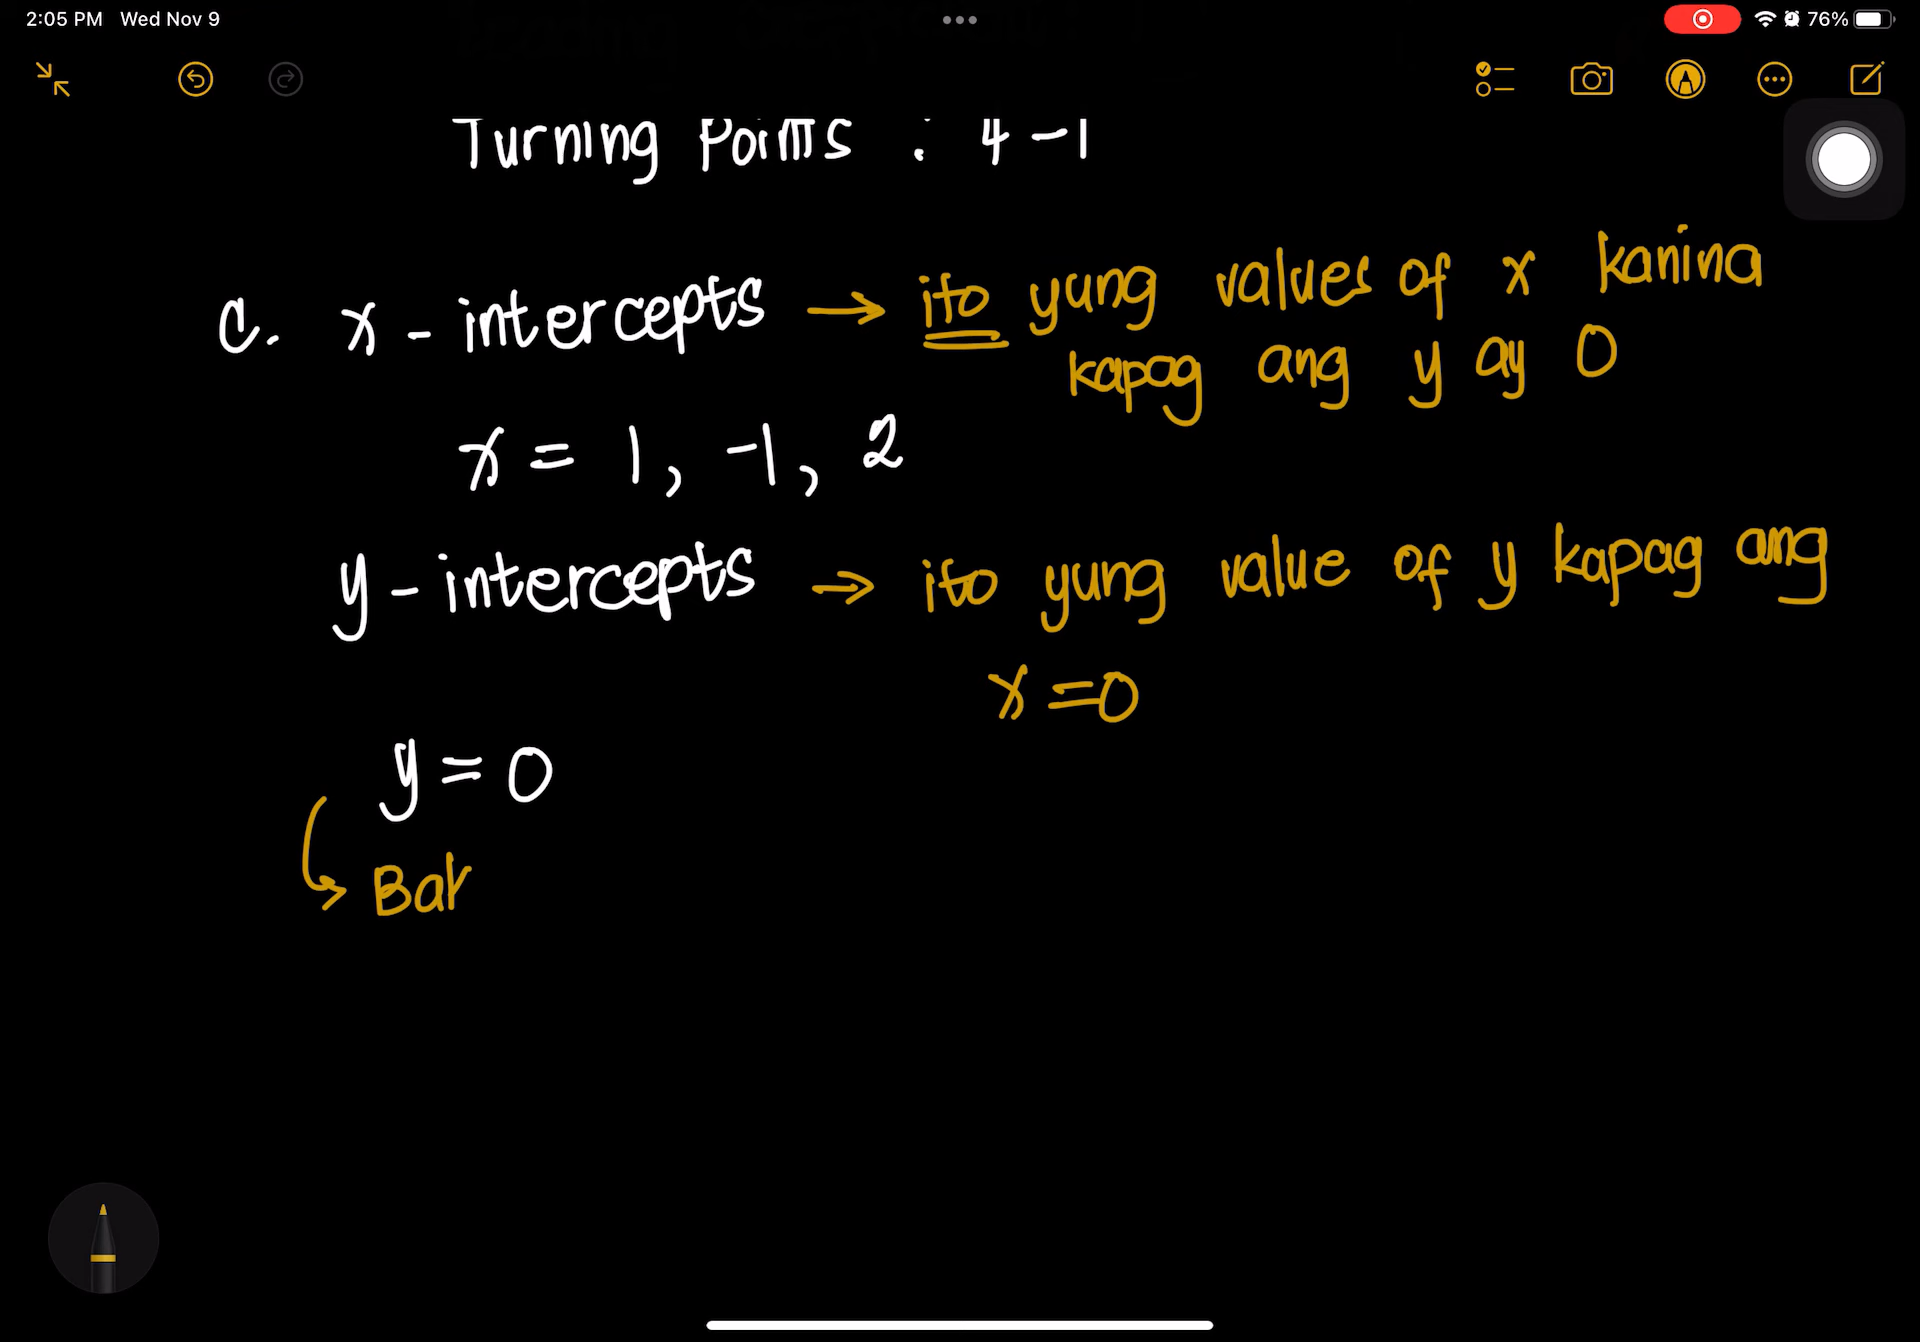 2:05 PM Wed Nov 9
76%
Turning Points : 4-1
c. x - intercepts → ito yung values of x kanina
kapag ang y ay 0
x = 1, -1, 2
y - intercepts → ito yung value of y kapag ang
x = 0
y = 0
Bak